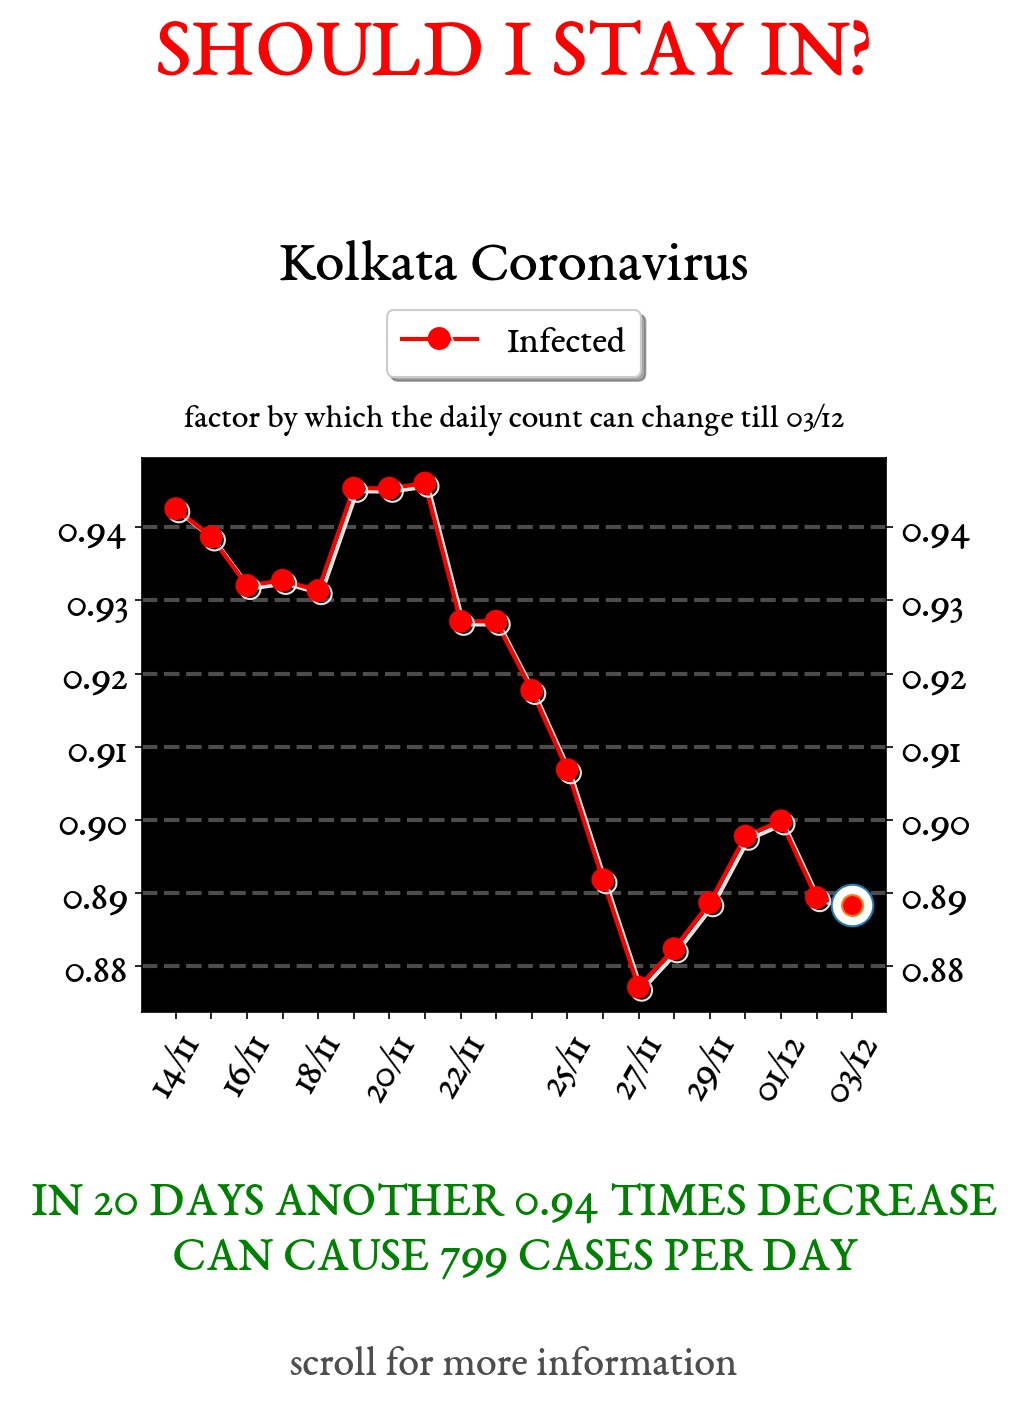 SHOULD I STAY IN?
Kolkata Coronavirus
Infected
factor by which the daily count can change till 03/12
0.94 0.94
0.93 0.93
0.92 0.92
0.91 0.91
0.90 0.90
0.89 0.89
0.88 0.88
14/11 16/11 18/11 20/11 22/11 25/11 27/11 29/11 01/12 03/12
IN 20 DAYS ANOTHER 0.94 TIMES DECREASE
CAN CAUSE 799 CASES PER DAY
scroll for more information